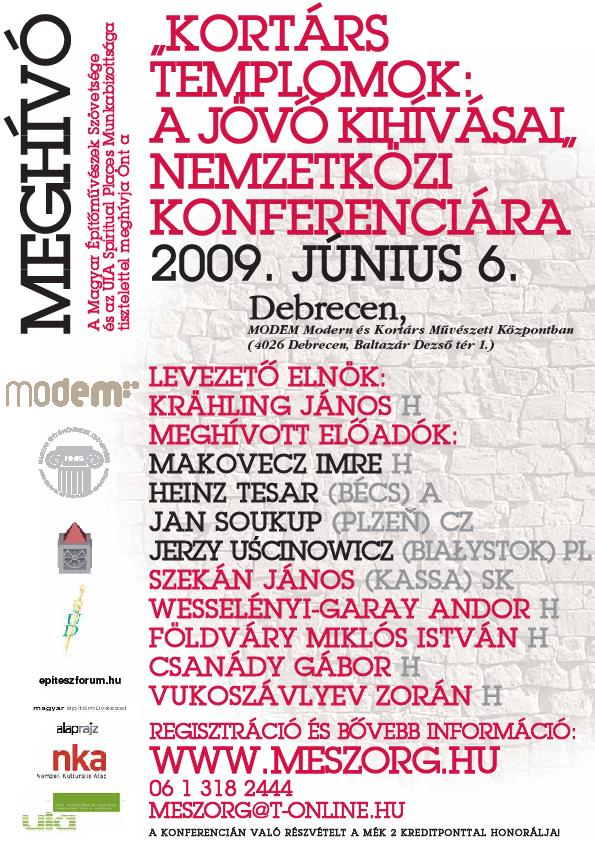 MEGHÍVÓ
A Magyar Építőművészek Szövetsége
és az UIA Spiritual Places Munkabizottsága
tisztelettel meghívja Önt a
„KORTÁRS
TEMPLOMOK:
A JÖVŐ KIHÍVÁSAI„
NEMZETKÖZI
KONFERENCIÁRA
2009. JÚNIUS 6.
Debrecen,
MODEM Modern és Kortárs Művészeti Központban
(4026 Debrecen, Baltazár Dezső tér 1.)
LEVEZETŐ ELNÖK:
KRÄHLING JÁNOS H
MEGHÍVOTT ELŐADÓK:
MAKOVECZ IMRE H
HEINZ TESAR (BÉCS) A
JAN SOUKUP (PLZEŇ) CZ
JERZY UŚCINOWICZ (BIAŁYSTOK) PL
SZEKÁN JÁNOS (KASSA) SK
WESSELÉNYI-GARAY ANDOR H
FÖLDVÁRY MIKLÓS ISTVÁN H
CSANÁDY GÁBOR H
VUKOSZÁVLYEV ZORÁN H
REGISZTRÁCIÓ ÉS BŐVEBB INFORMÁCIÓ:
WWW.MESZORG.HU
06 1 318 2444
MESZORG@T-ONLINE.HU
A KONFERENCIÁN VALÓ RÉSZVÉTELT A MÉK 2 KREDITPONTTAL HONORÁLJA!
modem
1902
epiteszforum.hu
magyar építőművészet
alaprajz
nka
Nemzeti Kulturális Alap
uia